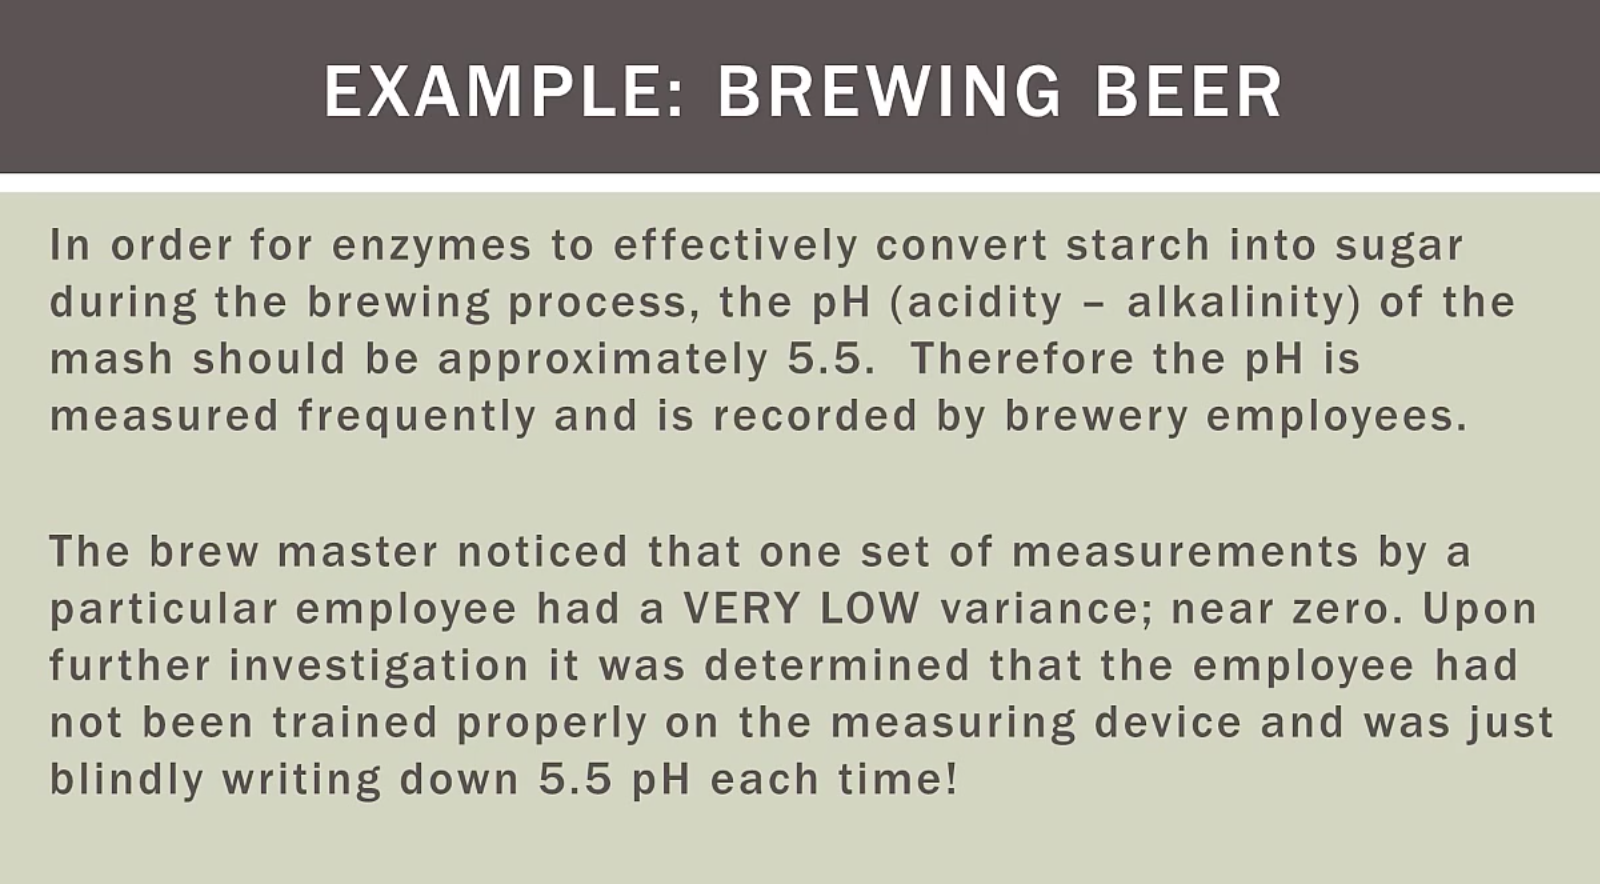 EXAMPLE: BREWING BEER
In order for enzymes to effectively convert starch into sugar
during the brewing process, the pH (acidity – alkalinity) of the
mash should be approximately 5.5.  Therefore the pH is
measured frequently and is recorded by brewery employees.
The brew master noticed that one set of measurements by a
particular employee had a VERY LOW variance; near zero. Upon
further investigation it was determined that the employee had
not been trained properly on the measuring device and was just
blindly writing down 5.5 pH each time!